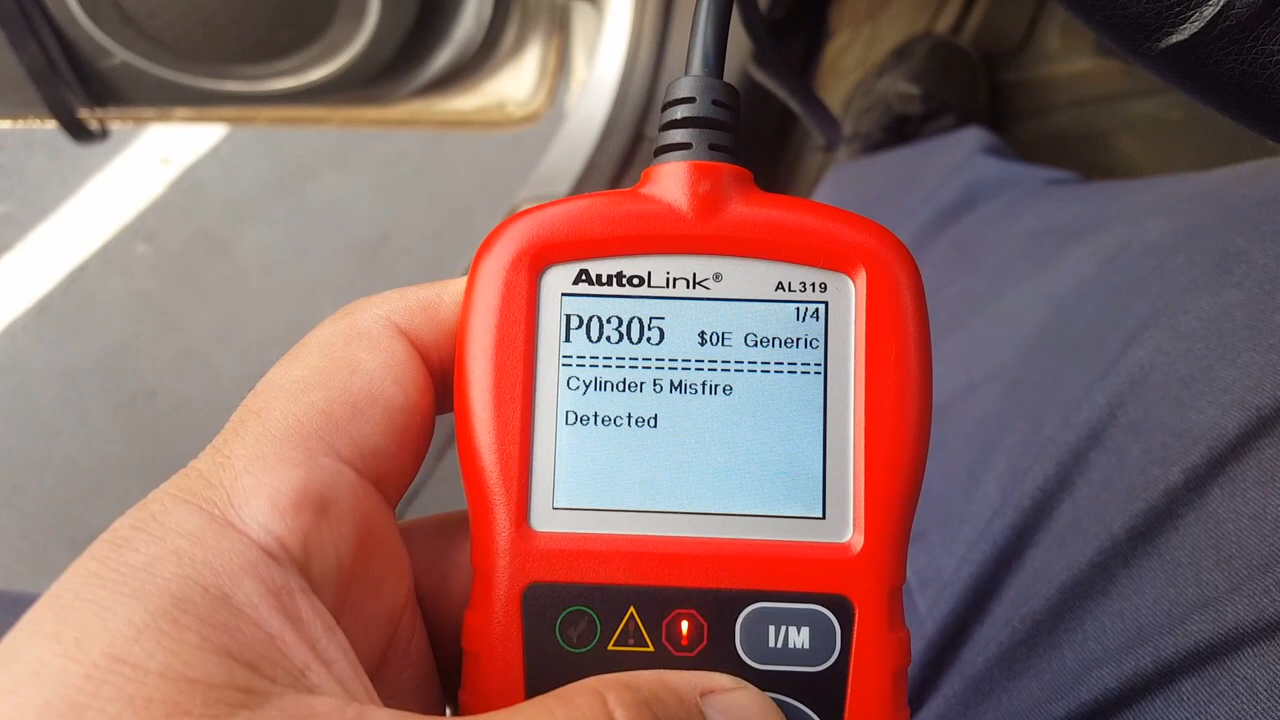 AutoLink®
AL319
1/4
P0305 $0E Generic
Cylinder 5 Misfire
Detected
I/M